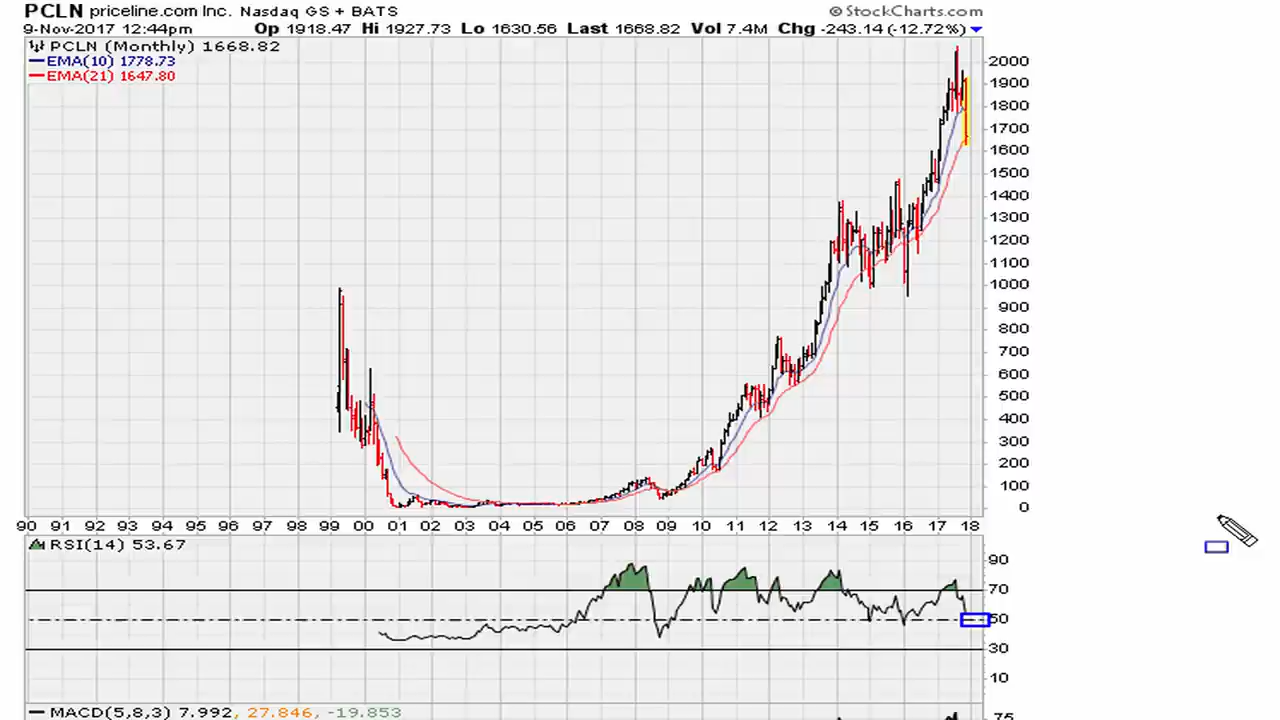 PCLN priceline.com Inc. Nasdaq GS + BATS
© StockCharts.com
9-Nov-2017 12:44pm
Op 1918.47 Hi 1927.73 Lo 1630.56 Last 1668.82 Vol 7.4M Chg -243.14 (-12.72%)
PCLN (Monthly) 1668.82
EMA(10) 1778.73
EMA(21) 1647.80
2000
1900
1800
1700
1600
1500
1400
1300
1200
1100
1000
900
800
700
600
500
400
300
200
100
0
90 91 92 93 94 95 96 97 98 99 00 01 02 03 04 05 06 07 08 09 10 11 12 13 14 15 16 17 18
RSI(14) 53.67
90
70
50
30
10
MACD(5,8,3) 7.992, 27.846, -19.853
75